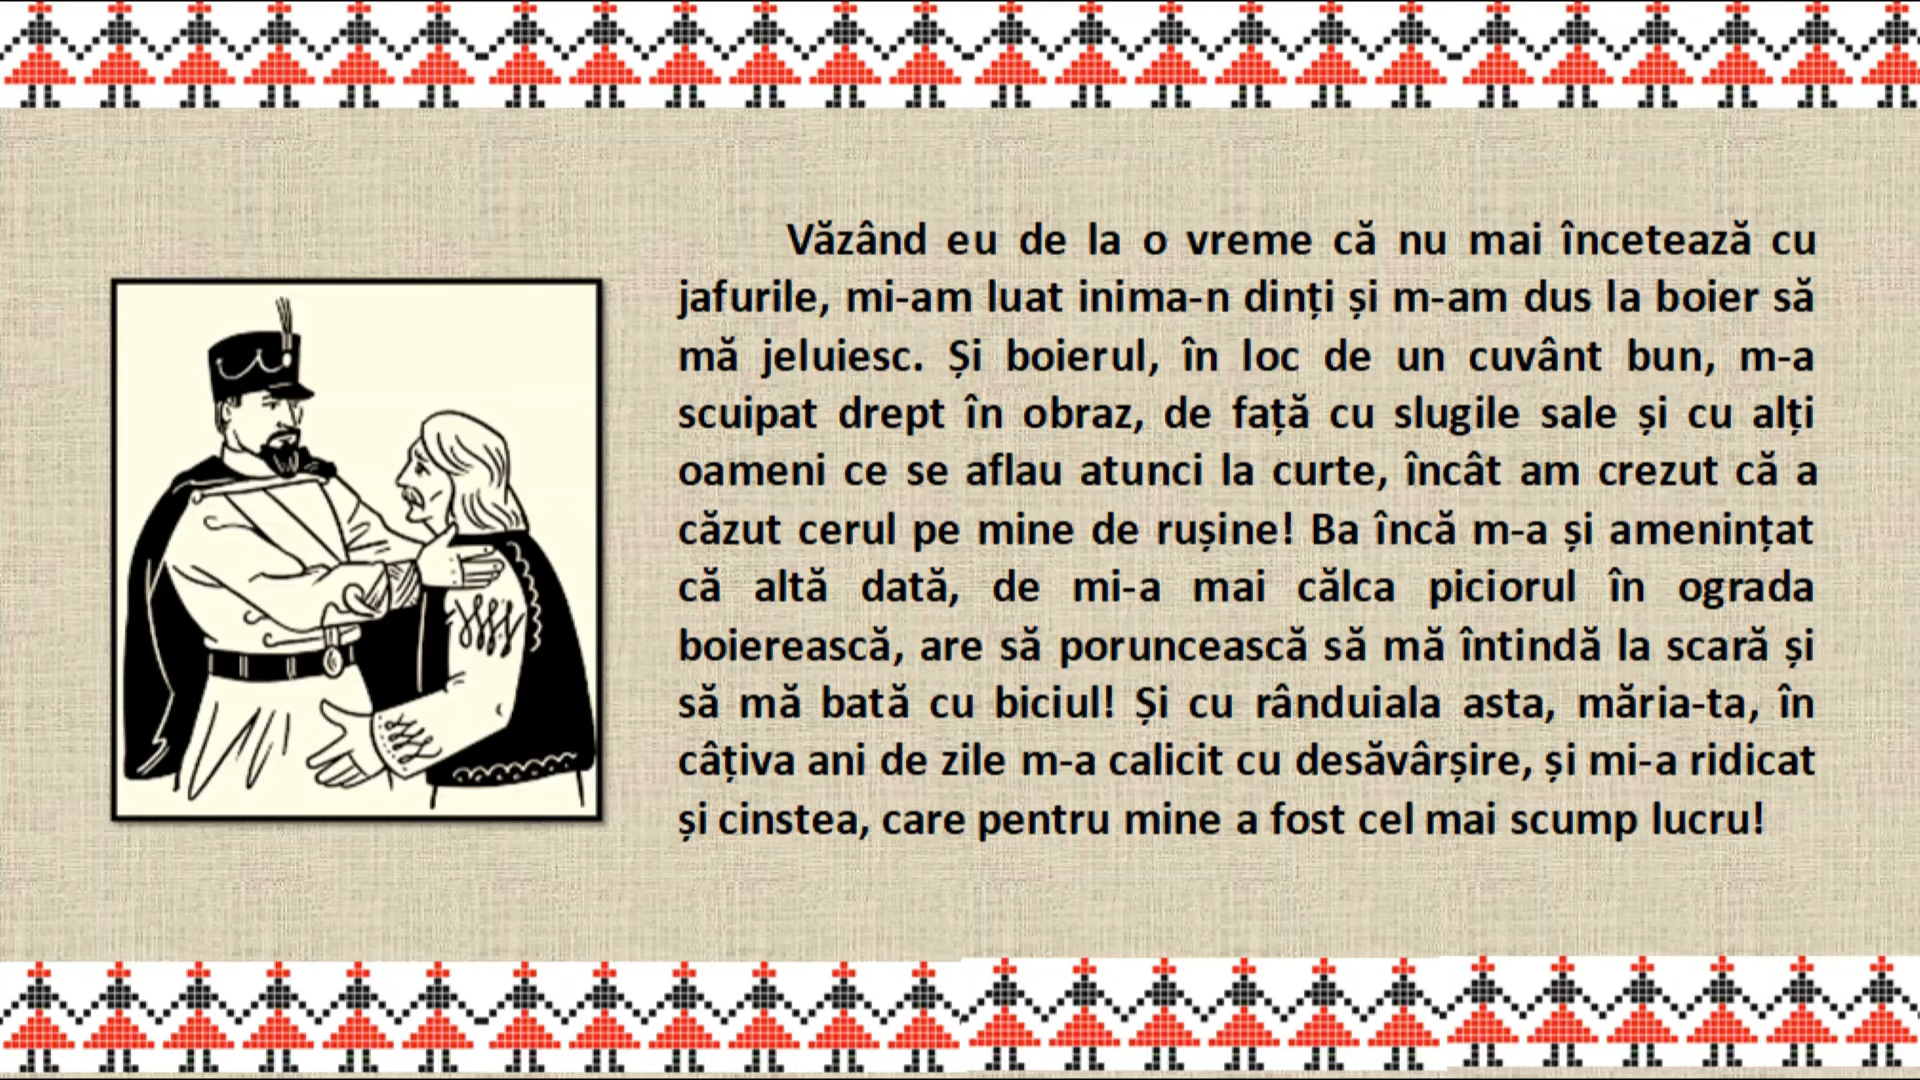 Văzând eu de la o vreme că nu mai încetează cu
jafurile, mi-am luat inima-n dinți și m-am dus la boier să
mă jeluiesc. Și boierul, în loc de un cuvânt bun, m-a
scuipat drept în obraz, de față cu slugile sale și cu alți
oameni ce se aflau atunci la curte, încât am crezut că a
căzut cerul pe mine de rușine! Ba încă m-a și amenințat
că altă dată, de mi-a mai călca piciorul în ograda
boierească, are să poruncească să mă întindă la scară și
să mă bată cu biciul! Și cu rânduiala asta, măria-ta, în
câțiva ani de zile m-a calicit cu desăvârșire, și mi-a ridicat
și cinstea, care pentru mine a fost cel mai scump lucru!